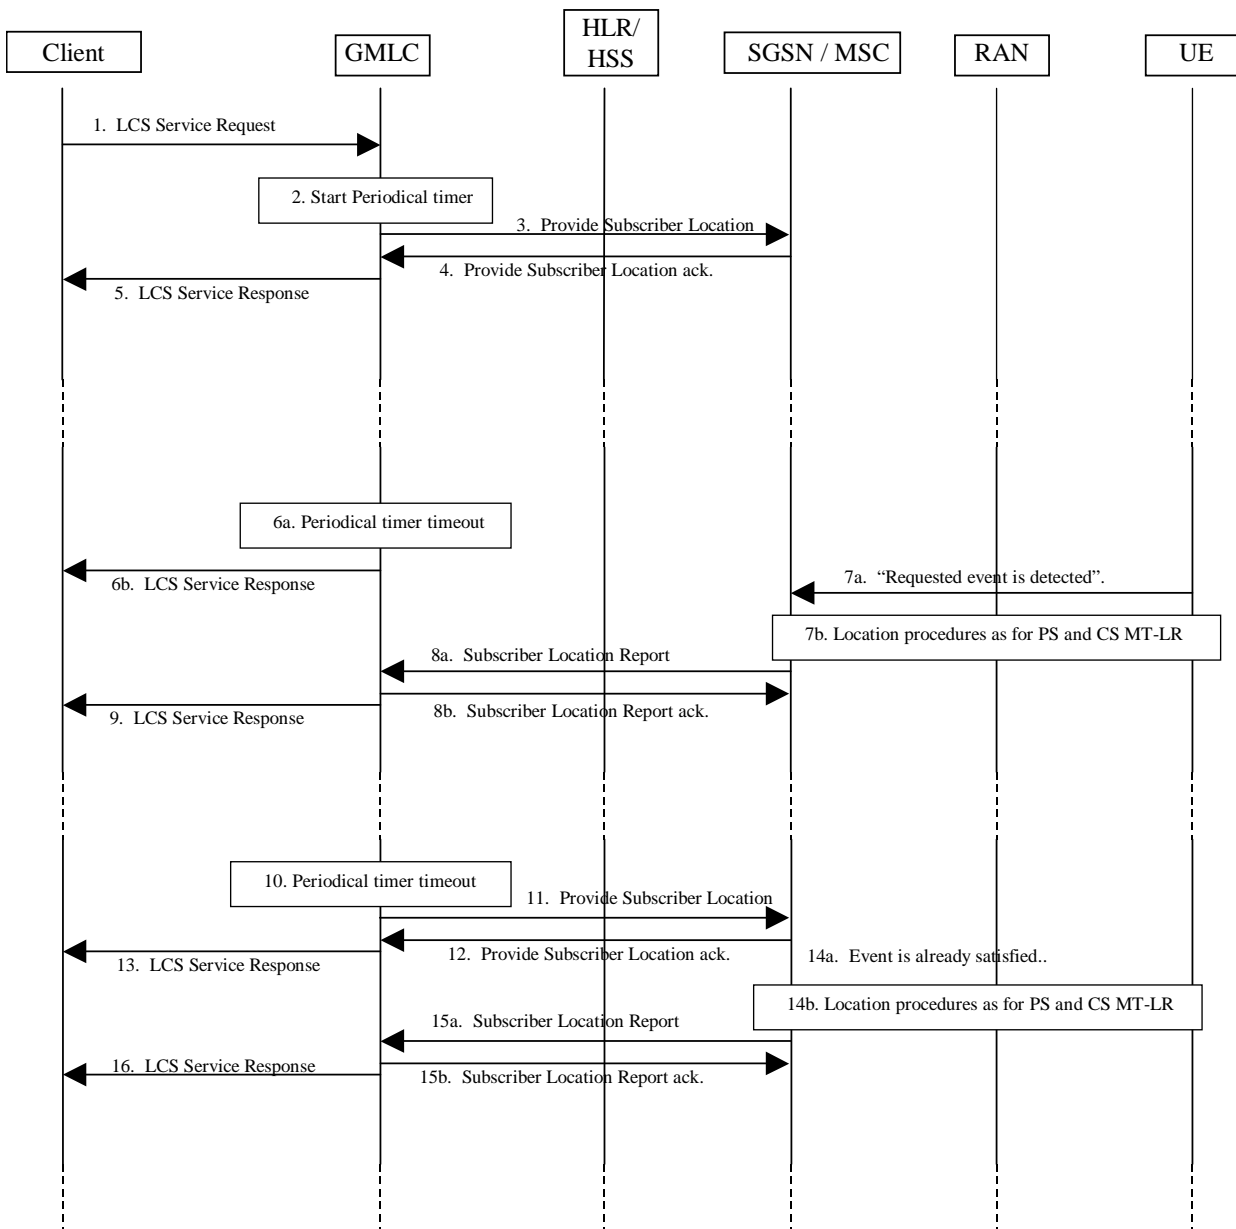 Client
GMLC
HLR/
HSS
SGSN / MSC
RAN
UE
1. LCS Service Request
2. Start Periodical timer
3. Provide Subscriber Location
4. Provide Subscriber Location ack.
5. LCS Service Response
6a. Periodical timer timeout
6b. LCS Service Response
7a. “Requested event is detected”.
7b. Location procedures as for PS and CS MT-LR
8a. Subscriber Location Report
8b. Subscriber Location Report ack.
9. LCS Service Response
10. Periodical timer timeout
11. Provide Subscriber Location
12. Provide Subscriber Location ack.
13. LCS Service Response
14a. Event is already satisfied..
14b. Location procedures as for PS and CS MT-LR
15a. Subscriber Location Report
16. LCS Service Response
15b. Subscriber Location Report ack.